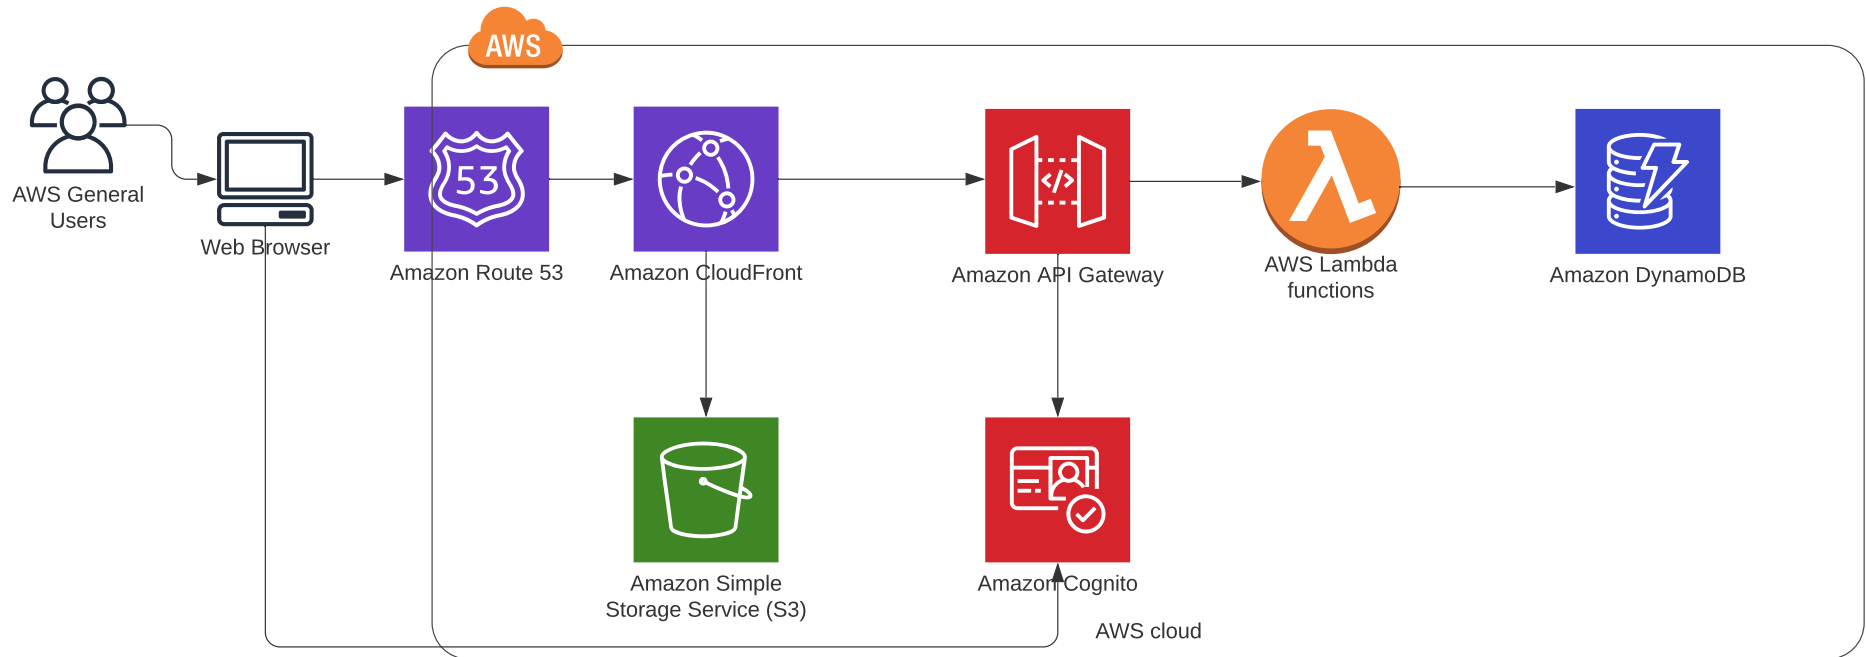 AWS
AWS General
Users
Web Browser
53
Amazon Route 53
Amazon CloudFront
</>
Amazon API Gateway
AWS Lambda
functions
Amazon DynamoDB
Amazon Simple
Storage Service (S3)
Amazon Cognito
AWS cloud